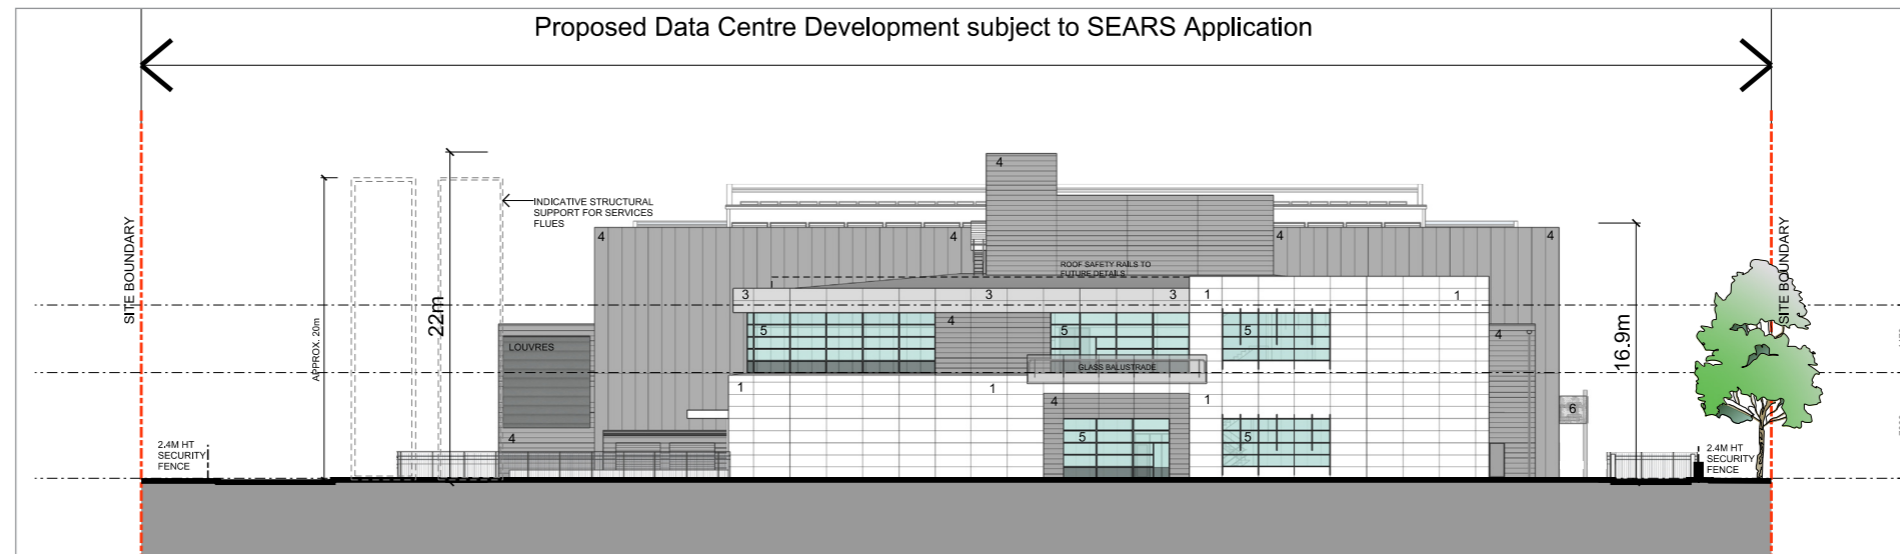 Proposed Data Centre Development subject to SEARS Application
4
INDICATIVE STRUCTURAL
SUPPORT FOR SERVICES
FLUES
4
4
4
4
SITE BOUNDARY
SITE BOUNDARY
ROOF SAFETY RAILS TO
FUTURE DETAILS
3
3
3
1
1
22m
APPROX. 20m
16.9m
4
5
5
5
4
LOUVRES
GLASS BALUSTRADE
1
1
4
1
6
4
5
5
2.4M HT
SECURITY
FENCE
2.4M HT
SECURITY
FENCE